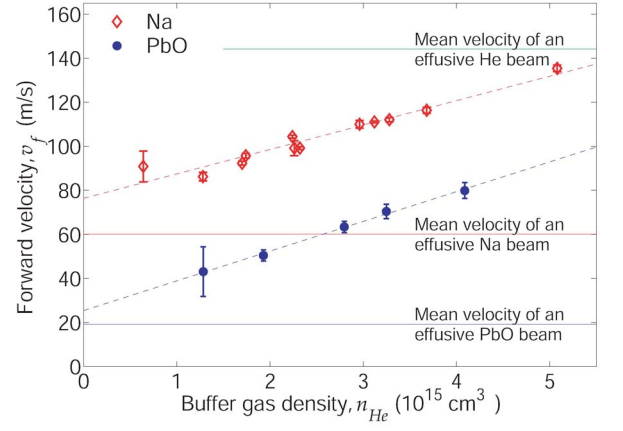 160
140
120
100
80
60
40
20
0
Forward velocity, v_f (m/s)
Na
PbO
Mean velocity of an
effusive He beam
Mean velocity of an
effusive Na beam
Mean velocity of an
effusive PbO beam
0 1 2 3 4 5
Buffer gas density, n_He (10^15 cm^3 )